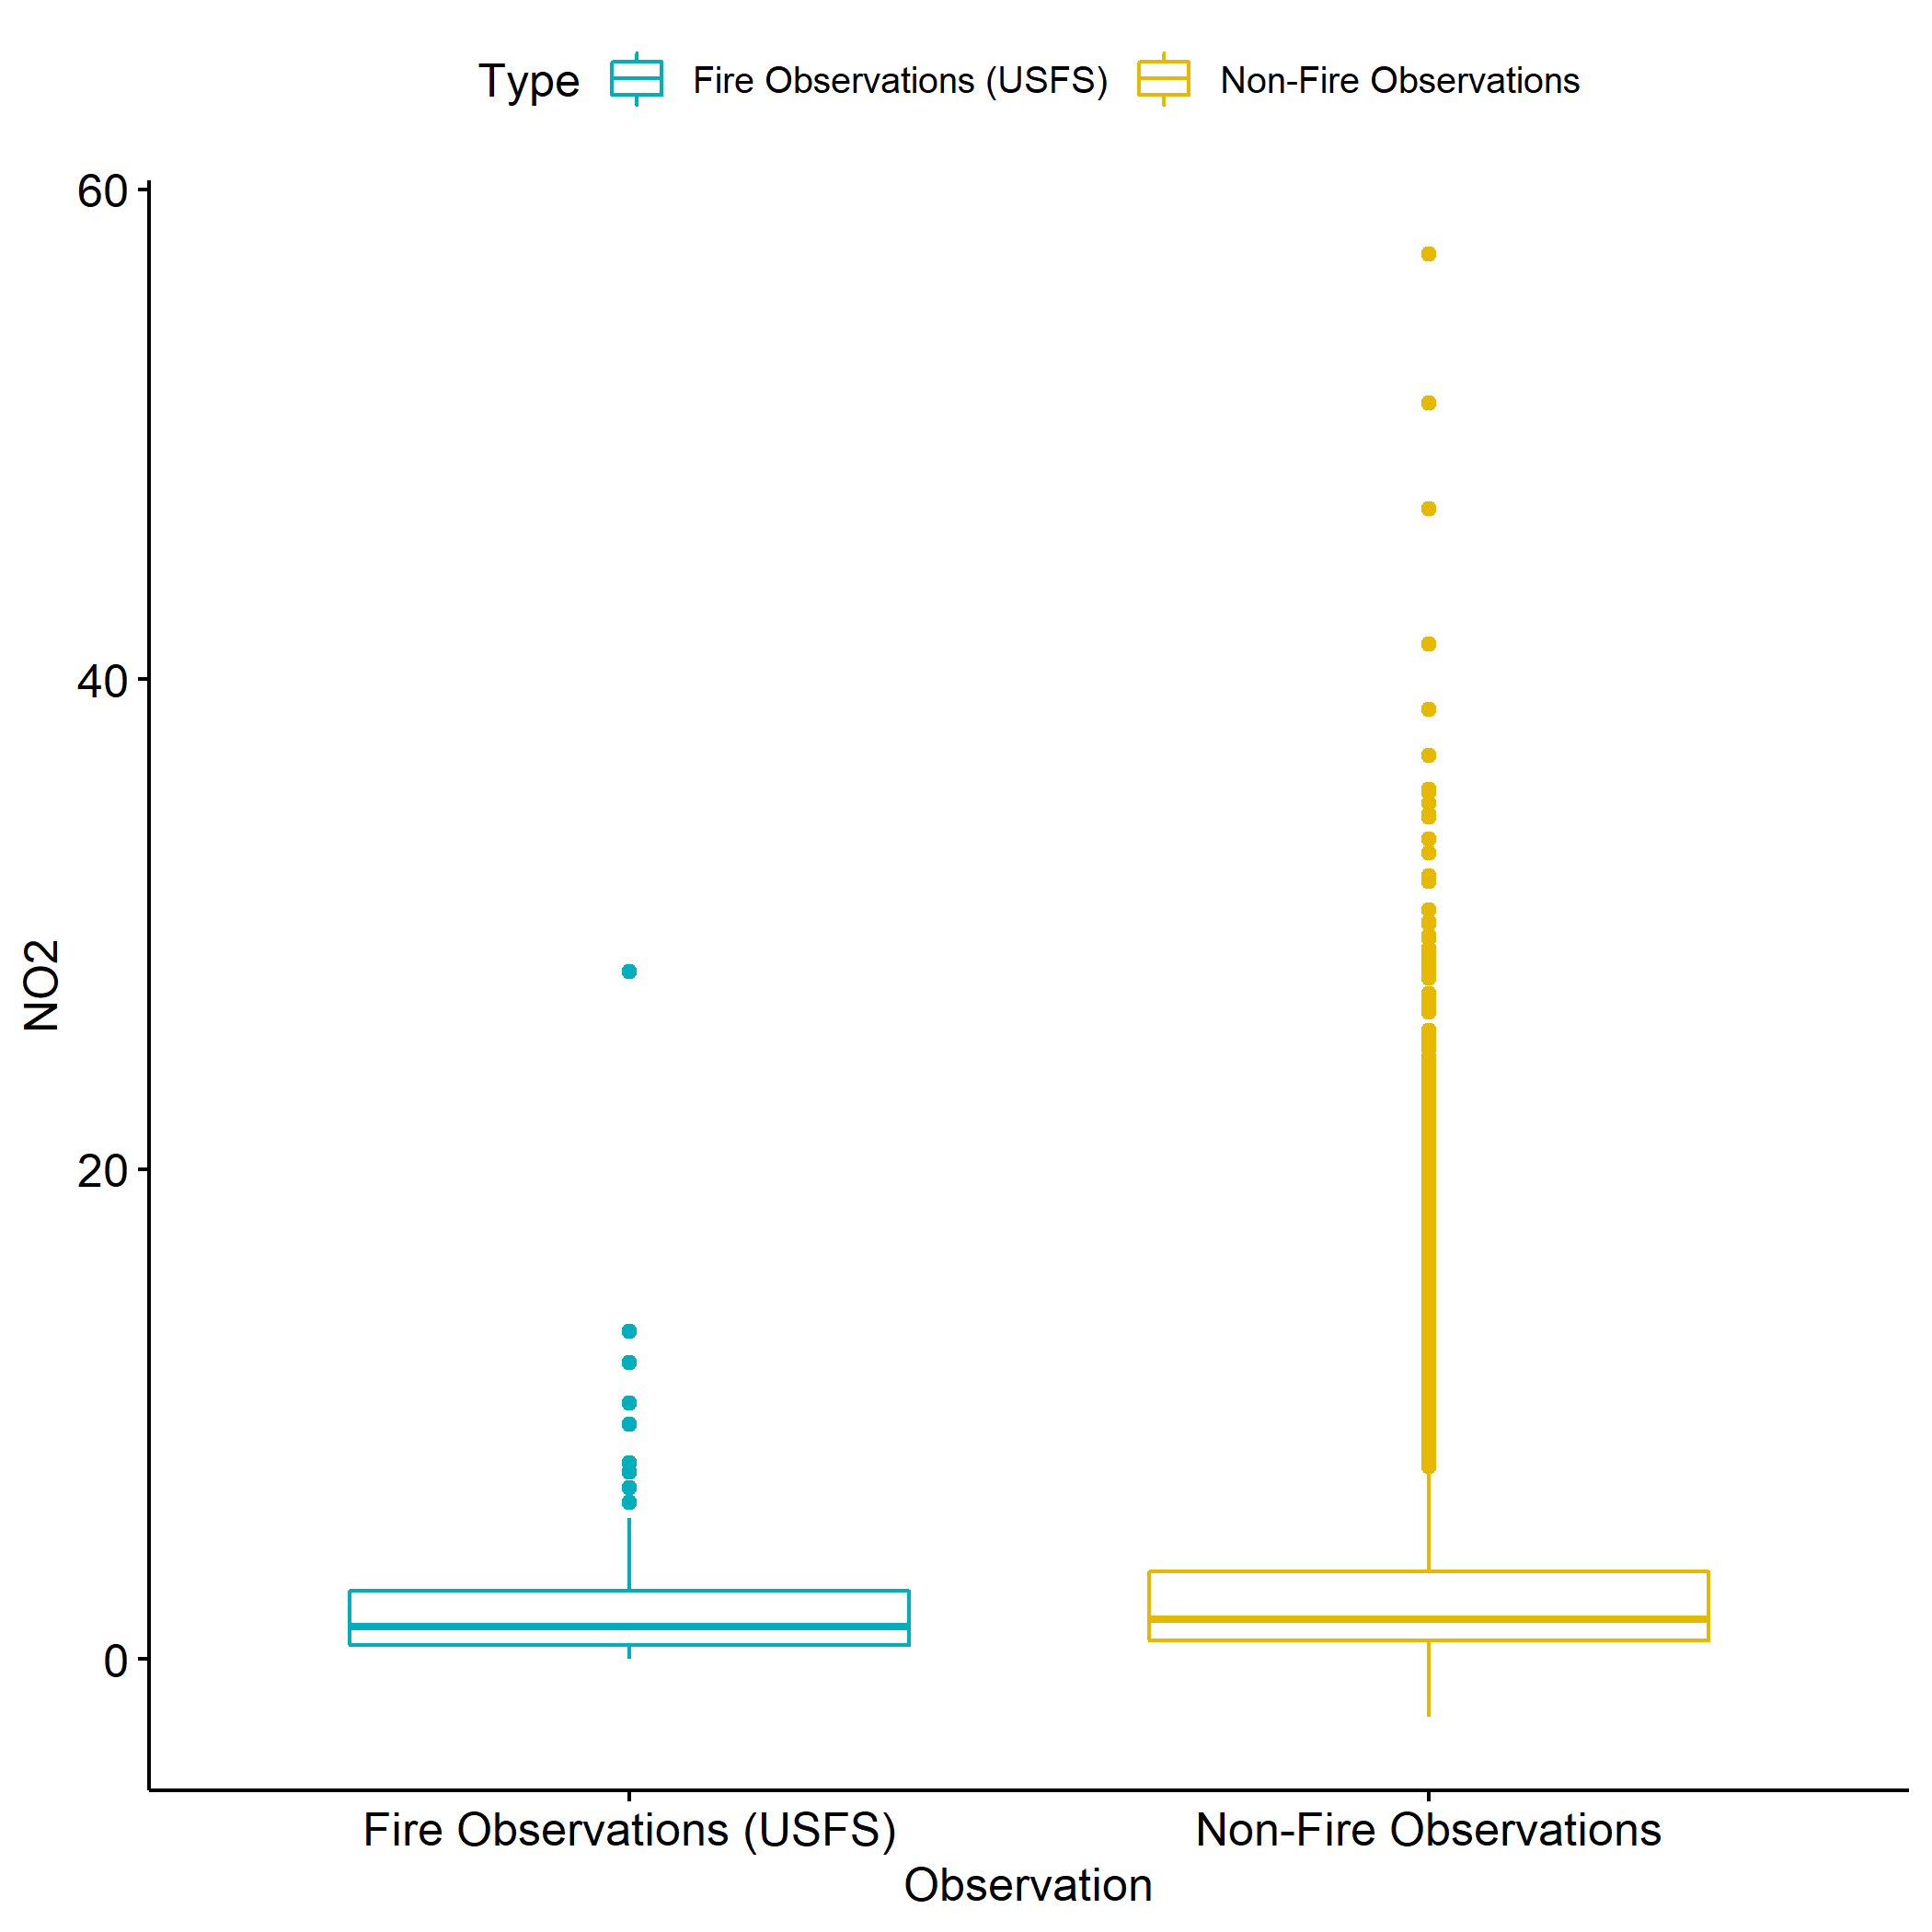 Type Fire Observations (USFS) Non-Fire Observations
60
40
20
0
NO2
Fire Observations (USFS) Non-Fire Observations
Observation